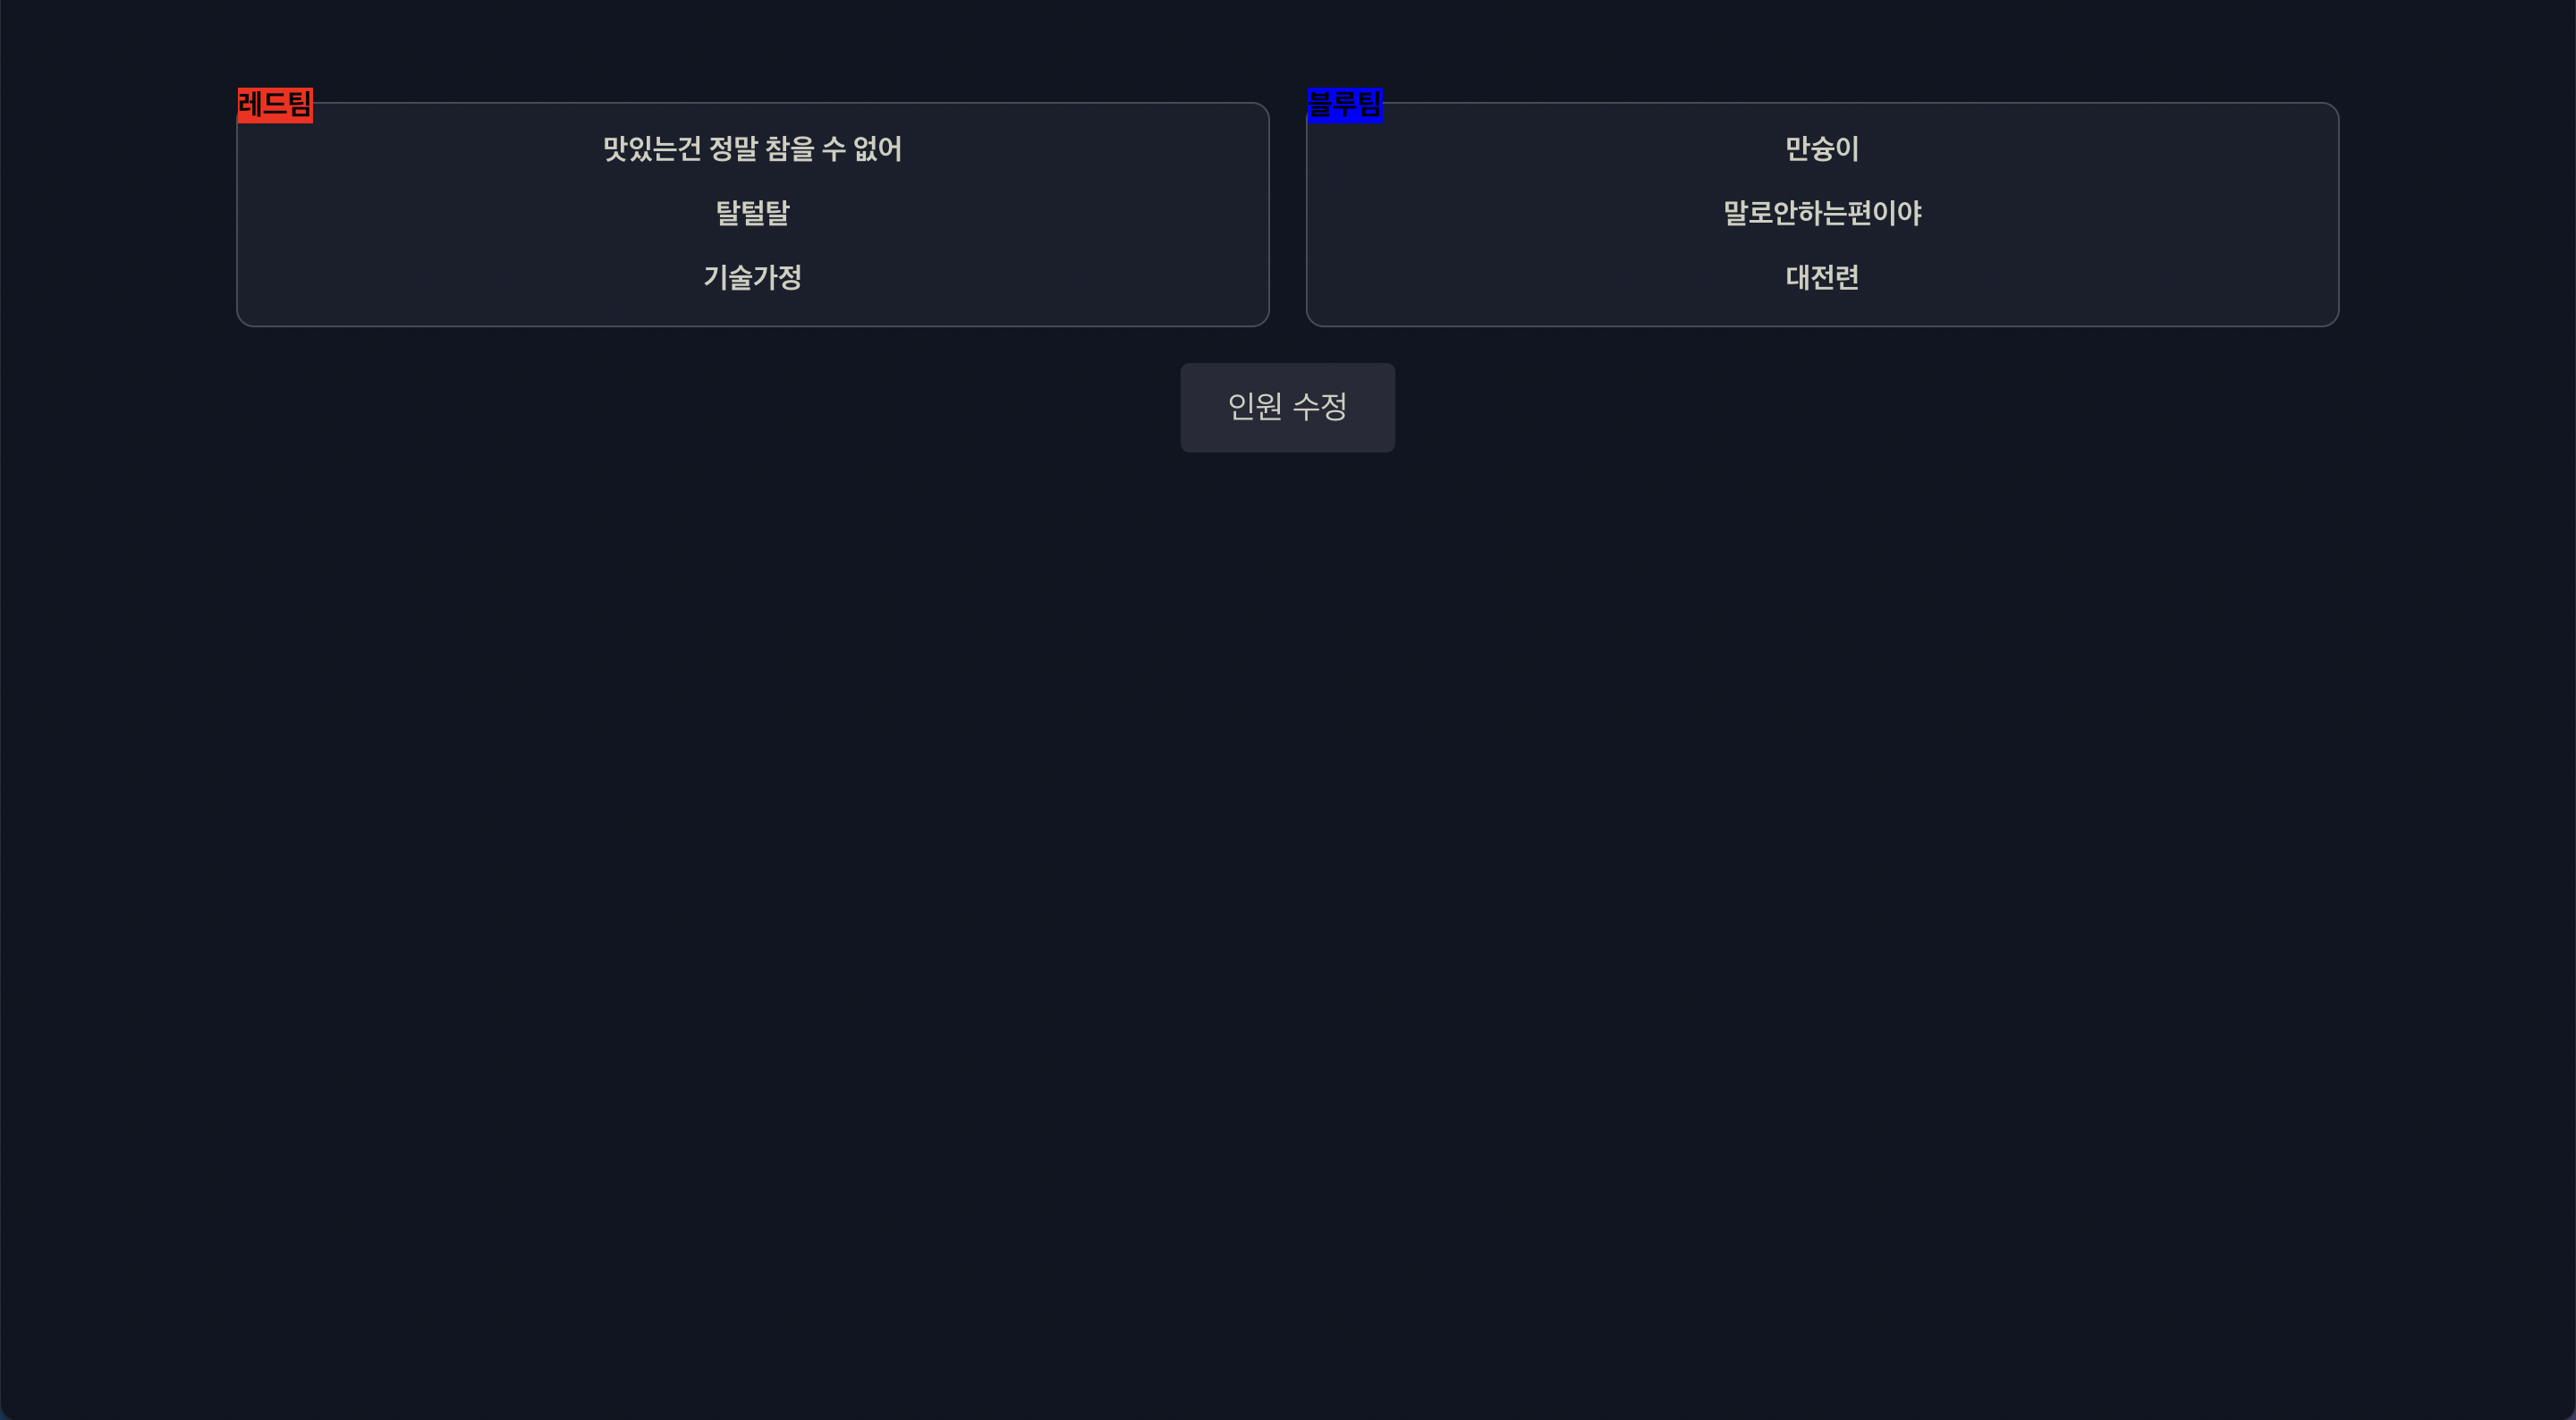 레드팀
맛있는건 정말 참을 수 없어
탈털탈
기술가정
블루팀
만슝이
말로안하는편이야
대전련
인원 수정